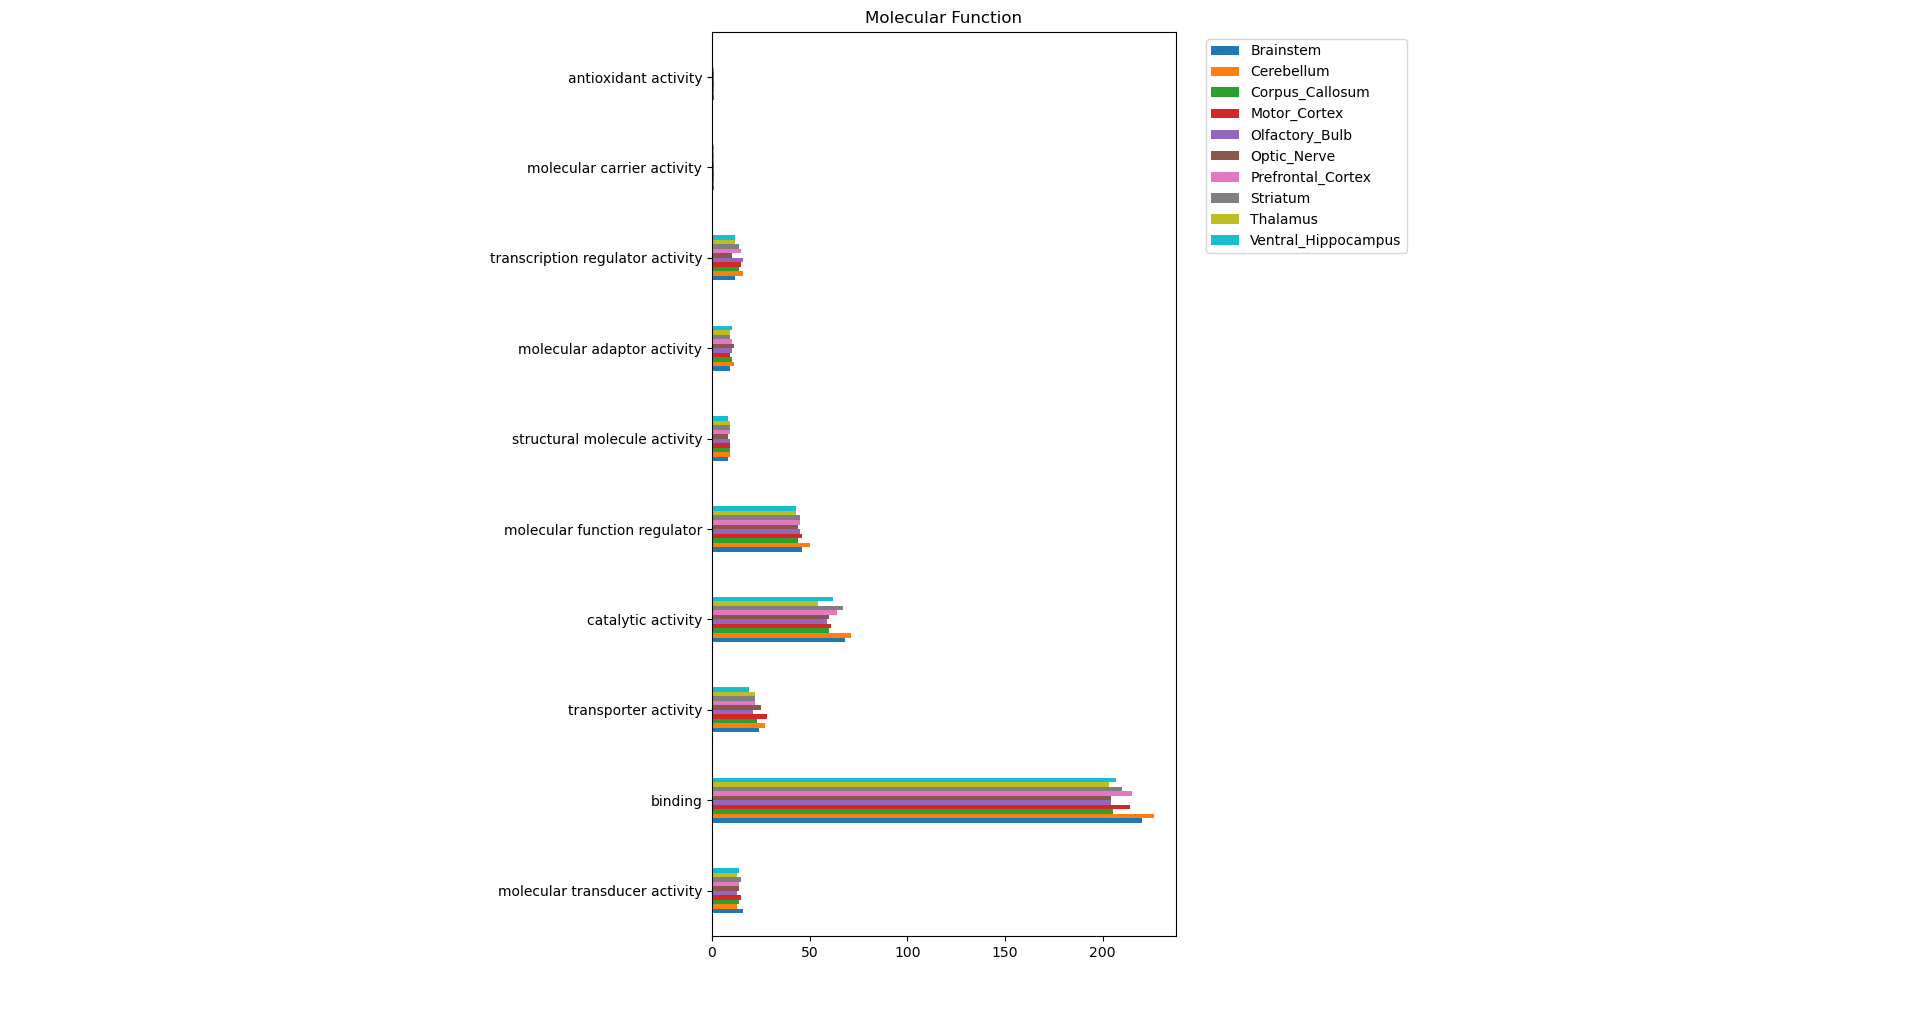 Molecular Function
antioxidant activity
molecular carrier activity
transcription regulator activity
molecular adaptor activity
structural molecule activity
molecular function regulator
catalytic activity
transporter activity
binding
molecular transducer activity
0 50 100 150 200
Brainstem
Cerebellum
Corpus_Callosum
Motor_Cortex
Olfactory_Bulb
Optic_Nerve
Prefrontal_Cortex
Striatum
Thalamus
Ventral_Hippocampus